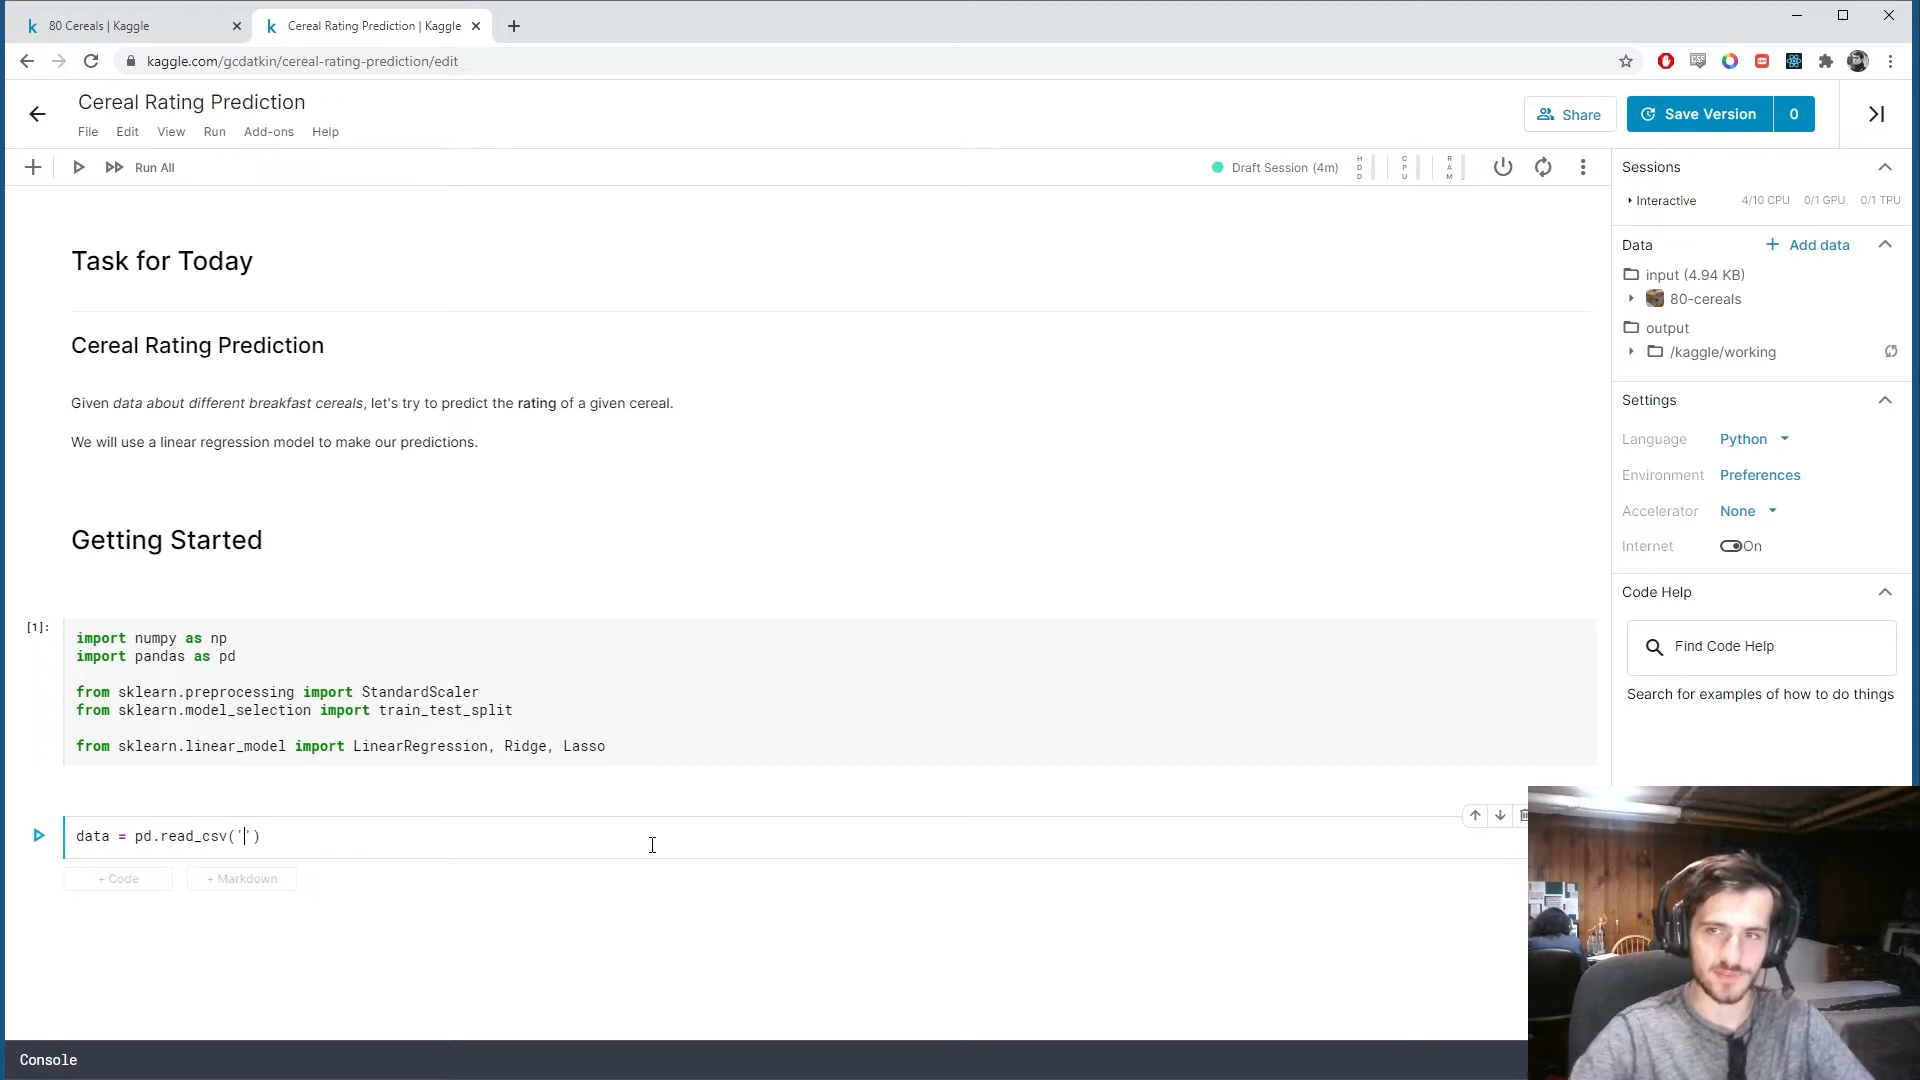 80 Cereals | Kaggle
Cereal Rating Prediction | Kaggle
kaggle.com/gcdatkin/cereal-rating-prediction/edit
Cereal Rating Prediction
File Edit View Run Add-ons Help
Share
Save Version 0
Run All
Draft Session (4m)
HDD
CPU
RAM
Sessions
Interactive 4/10 CPU 0/1 GPU 0/1 TPU
Data + Add data
input (4.94 KB)
80-cereals
output
/kaggle/working
Settings
Language Python
Environment Preferences
Accelerator None
Internet On
Code Help
Find Code Help
Search for examples of how to do things
Task for Today
Cereal Rating Prediction
Given data about different breakfast cereals, let's try to predict the rating of a given cereal.
We will use a linear regression model to make our predictions.
Getting Started
[1]:
import numpy as np
import pandas as pd
from sklearn.preprocessing import StandardScaler
from sklearn.model_selection import train_test_split
from sklearn.linear_model import LinearRegression, Ridge, Lasso
data = pd.read_csv('')
+ Code + Markdown
Console